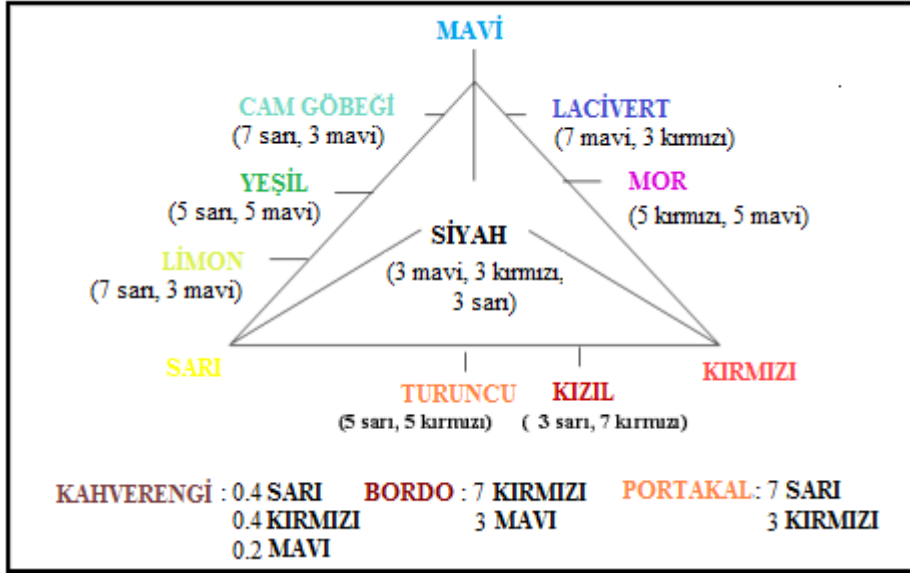 MAVİ
CAM GÖBEĞİ
(7 sarı, 3 mavi)
LACİVERT
(7 mavi, 3 kırmızı)
YEŞİL
(5 sarı, 5 mavi)
MOR
(5 kırmızı, 5 mavi)
SİYAH
(3 mavi, 3 kırmızı,
3 sarı)
LİMON
(7 sarı, 3 mavi)
SARI
KIRMIZI
TURUNCU
(5 sarı, 5 kırmızı)
KIZIL
( 3 sarı, 7 kırmızı)
KAHVERENGİ : 0.4 SARI
0.4 KIRMIZI
0.2 MAVI
BORDO : 7 KIRMIZI
3 MAVI
PORTAKAL: 7 SARI
3 KIRMIZI